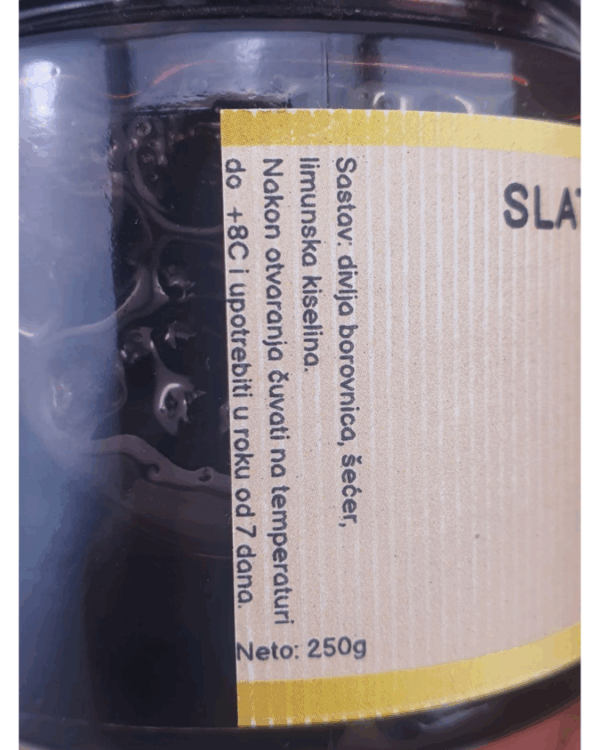 SLAT
Sastav: divlja borovnica, šećer,
limunska kiselina.
Nakon otvaranja čuvati na temperaturi
do +8C i upotrebiti u roku od 7 dana.
Neto: 250g